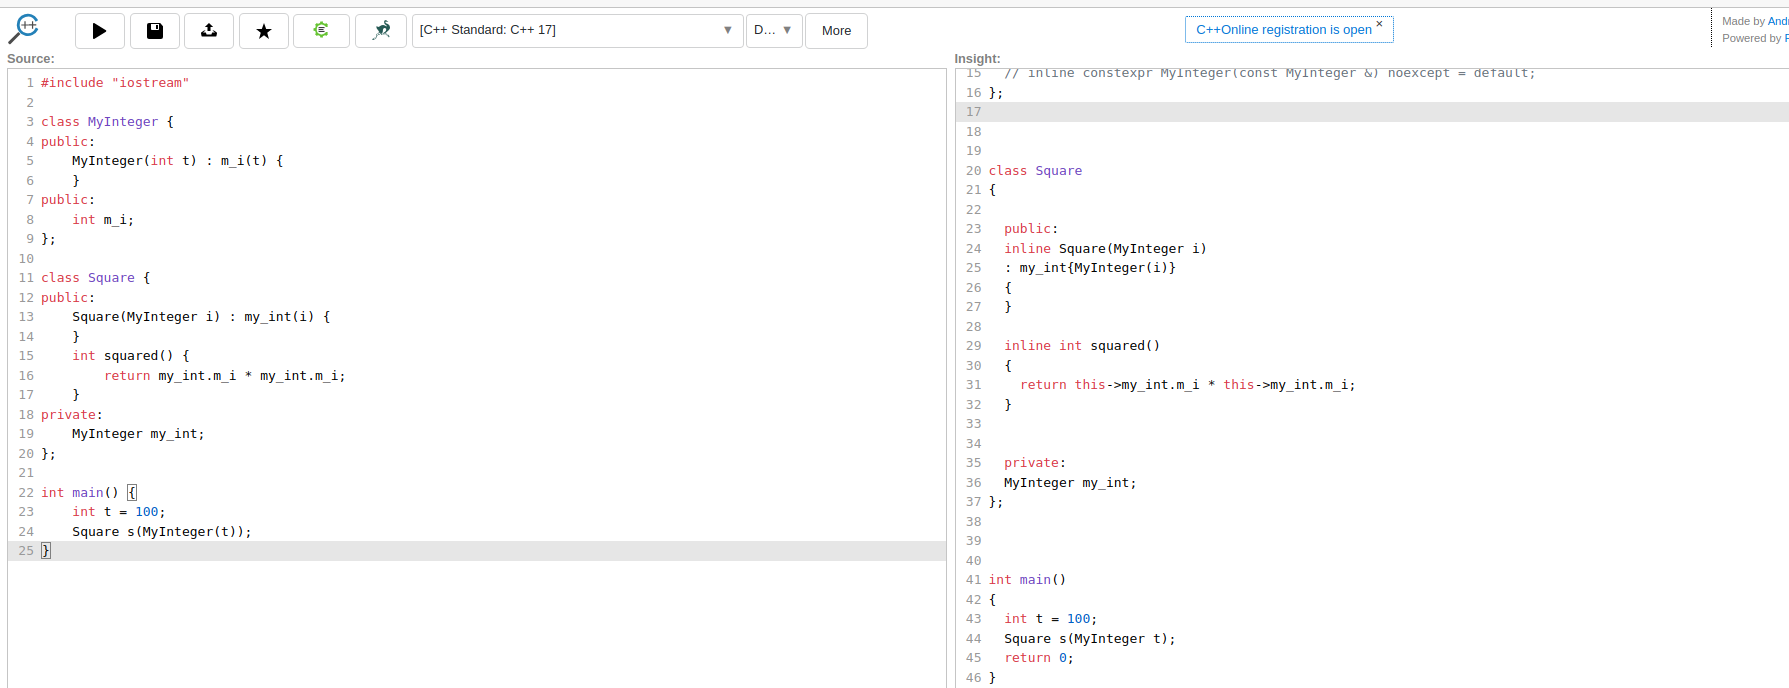 [C++ Standard: C++ 17]
D...
More
C++Online registration is open ×
Made by
Powered by
Source:
Insight:
1 #include "iostream"
2
3 class MyInteger {
4 public:
5     MyInteger(int t) : m_i(t) {
6     }
7 public:
8     int m_i;
9 };
10
11 class Square {
12 public:
13     Square(MyInteger i) : my_int(i) {
14     }
15     int squared() {
16         return my_int.m_i * my_int.m_i;
17     }
18 private:
19     MyInteger my_int;
20 };
21
22 int main() {
23     int t = 100;
24     Square s(MyInteger(t));
25 }
15   // inline constexpr MyInteger(const MyInteger &) noexcept = default;
16 };
17
18
19
20 class Square
21 {
22
23   public:
24   inline Square(MyInteger i)
25   : my_int{MyInteger(i)}
26   {
27   }
28
29   inline int squared()
30   {
31     return this->my_int.m_i * this->my_int.m_i;
32   }
33
34
35   private:
36   MyInteger my_int;
37 };
38
39
40
41 int main()
42 {
43   int t = 100;
44   Square s(MyInteger t);
45   return 0;
46 }